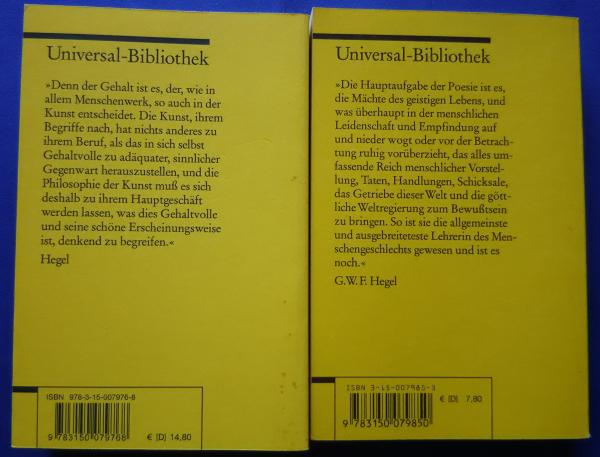 Universal-Bibliothek
»Denn der Gehalt ist es, der, wie in
allem Menschenwerk, so auch in der
Kunst entscheidet. Die Kunst, ihrem
Begriffe nach, hat nichts anderes zu
ihrem Beruf, als das in sich selbst
Gehaltvolle zu adäquater, sinnlicher
Gegenwart herauszustellen, und die
Philosophie der Kunst muß es sich
deshalb zu ihrem Hauptgeschäft
werden lassen, was dies Gehaltvolle
und seine schöne Erscheinungsweise
ist, denkend zu begreifen.«
Hegel
ISBN 978-3-15-007976-8
9 783150 079768
€ [D] 14,80
Universal-Bibliothek
»Die Hauptaufgabe der Poesie ist es,
die Mächte des geistigen Lebens, und
was überhaupt in der menschlichen
Leidenschaft und Empfindung auf
und nieder wogt oder vor der Betrach-
tung ruhig vorüberzieht, das alles um-
fassende Reich menschlicher Vorstel-
lung, Taten, Handlungen, Schicksale,
das Getriebe dieser Welt und die gött-
liche Weltregierung zum Bewußtsein
zu bringen. So ist sie die allgemeinste
und ausgebreiteteste Lehrerin des Men-
schengeschlechts gewesen und ist es
noch.«
G.W.F. Hegel
ISBN 3-15-007985-3
€ [D] 7,80
9 783150 079850